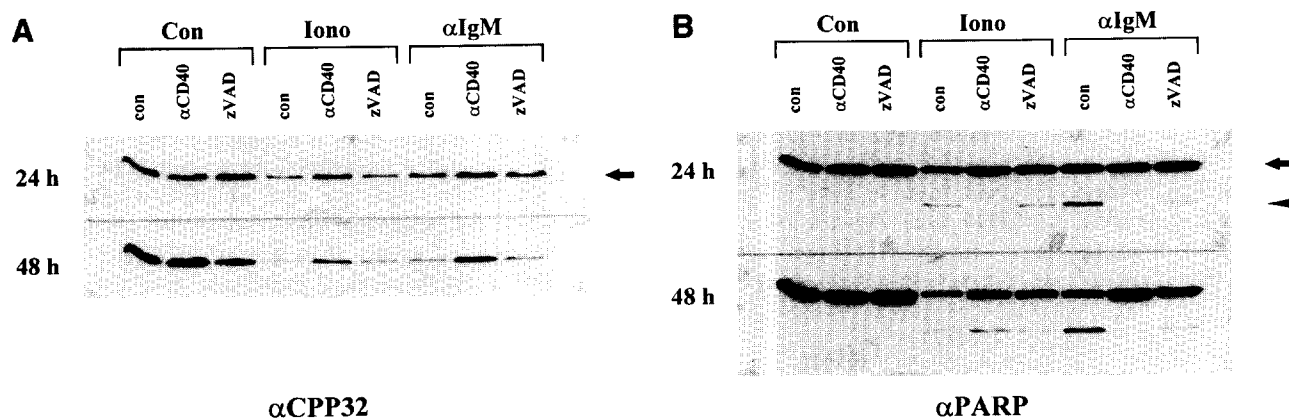 A
Con Iono αIgM
con αCD40 zVAD con αCD40 zVAD con αCD40 zVAD
24 h
48 h
αCPP32
B
Con Iono αIgM
con αCD40 zVAD con αCD40 zVAD con αCD40 zVAD
24 h
48 h
αPARP